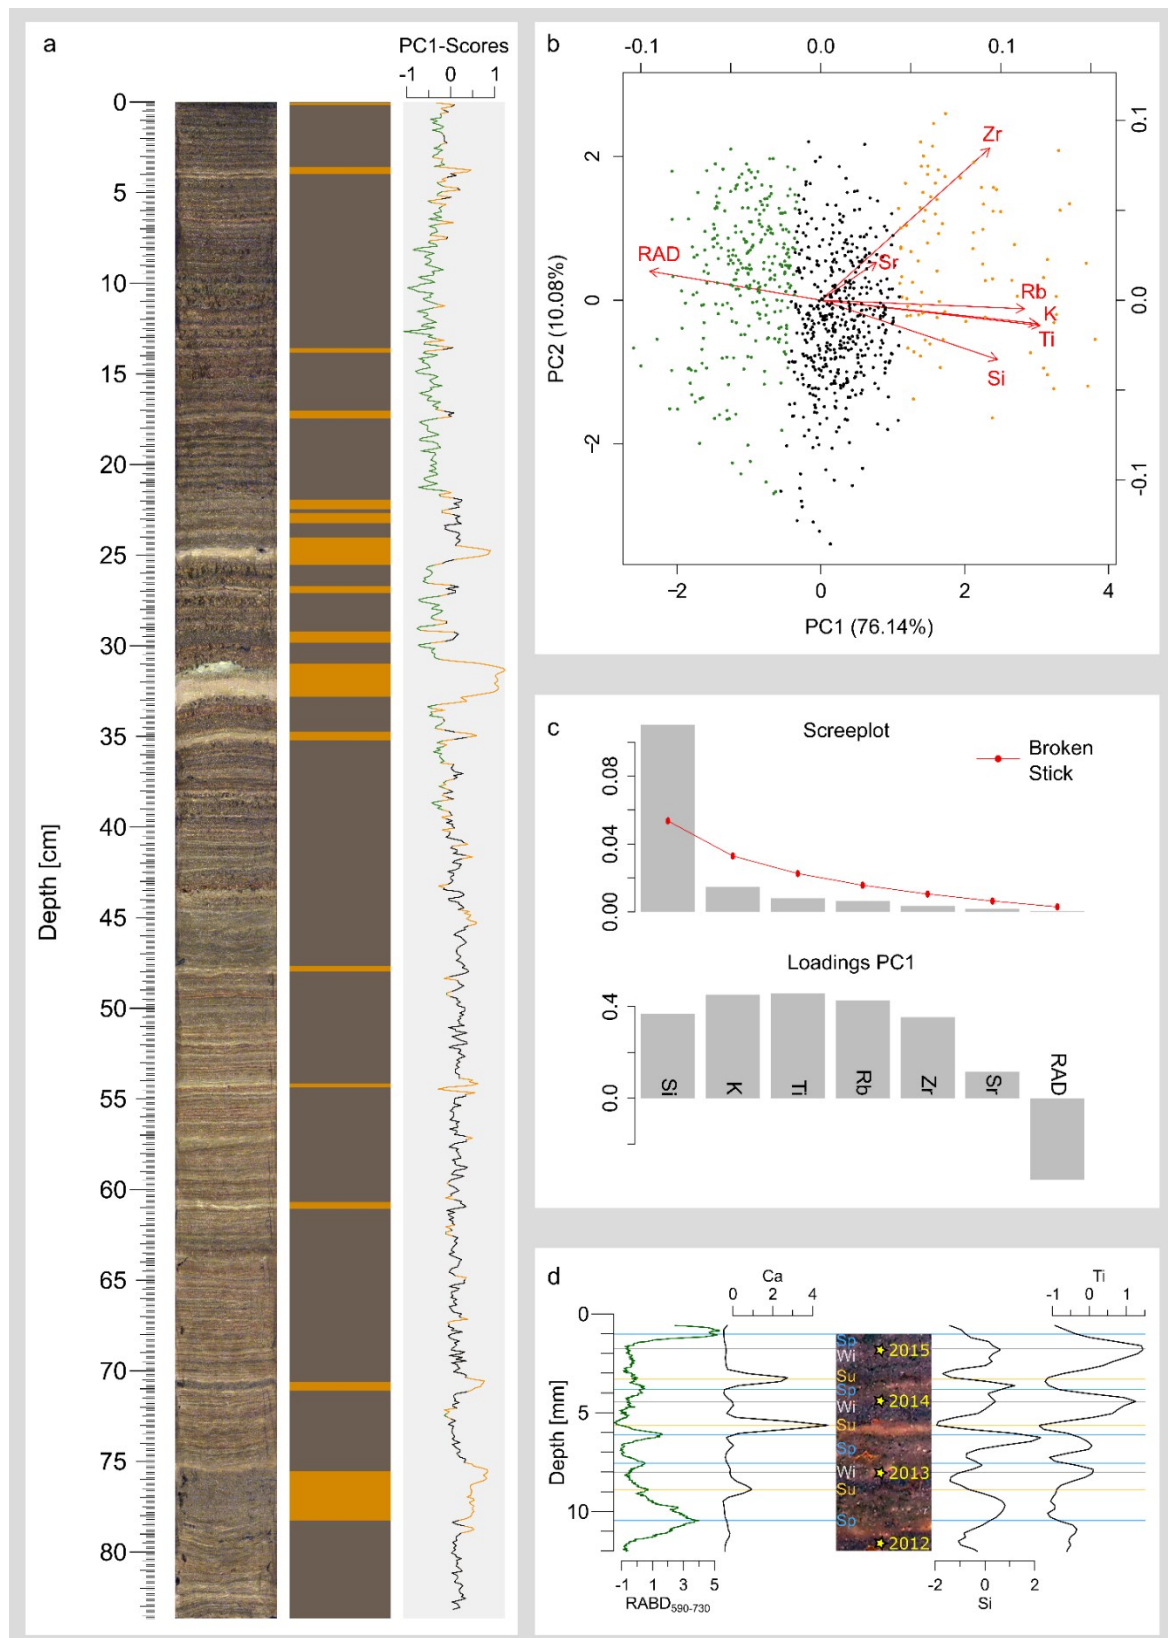 a
PC1-Scores
-1 0 1
0
5
10
15
20
25
30
35
40
45
50
55
60
65
70
75
80
Depth [cm]
b
-0.1 0.0 0.1
Zr
RAD
Sr
Rb
K
Ti
Si
2
0
−2
PC2 (10.08%)
0.1
0.0
-0.1
−2 0 2 4
PC1 (76.14%)
c
Screeplot
Broken
Stick
0.08
0.04
0.00
Loadings PC1
0.4
0.0
Si K Ti Rb Zr Sr RAD
d
Ca
0 2 4
Ti
-1 0 1
0
5
10
Depth [mm]
Sp
2015
Wi
Su
Sp
2014
Wi
Su
Sp
Wi
2013
Su
Sp
2012
-1 1 3 5
RABD590-730
-2 0 2
Si